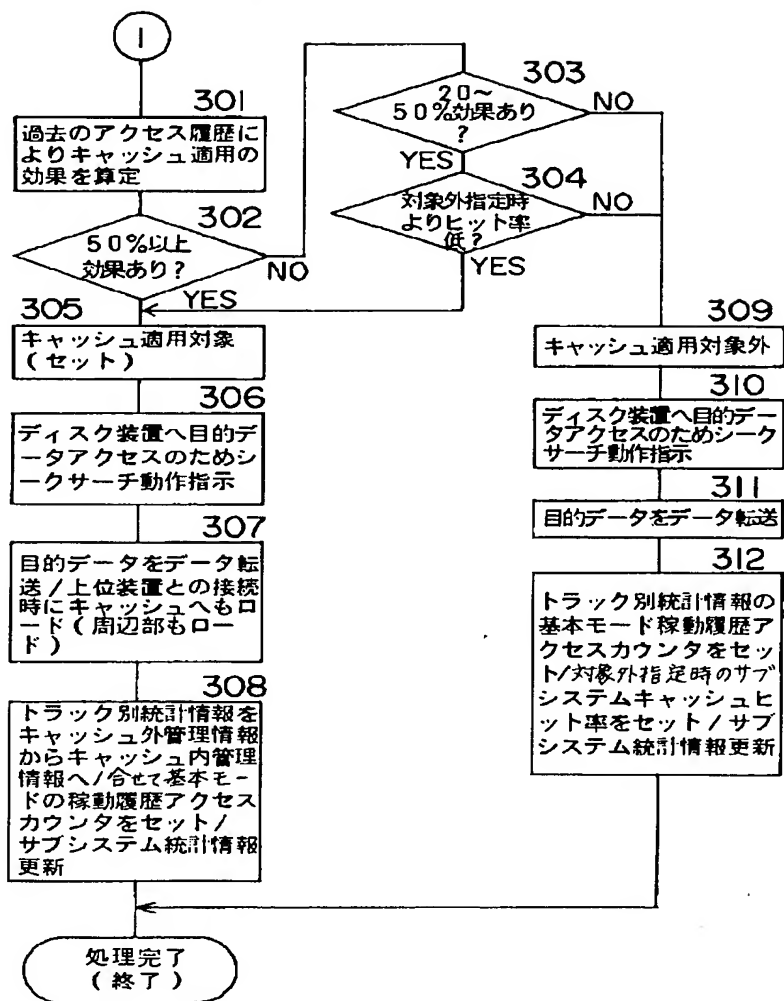 1
301
過去のアクセス履歴に
よりキャッシュ適用の
効果を算定
302
50%以上
効果あり?
NO
YES
303
20~
50%効果あり
?
NO
YES
304
対象外指定時
よりヒット率
低?
NO
YES
305
キャッシュ適用対象
(セット)
306
ディスク装置へ目的デ
ータアクセスのためシ
ークサーチ動作指示
307
目的データをデータ転
送/上位装置との接続
時にキャッシュへもロ
ード(周辺部もロー
ド)
308
トラック別統計情報を
キャッシュ外管理情報
からキャッシュ内管理
情報へ/合せて基本モー
ドの稼動履歴アクセス
カウンタをセット/
サブシステム統計情報
更新
309
キャッシュ適用対象外
310
ディスク装置へ目的デー
タアクセスのためシーク
サーチ動作指示
311
目的データをデータ転送
312
トラック別統計情報の
基本モード稼動履歴ア
クセスカウンタをセッ
ト/対象外指定時のサブ
システムキャッシュヒ
ット率をセット/サブ
システム統計情報更新
処理完了
(終了)